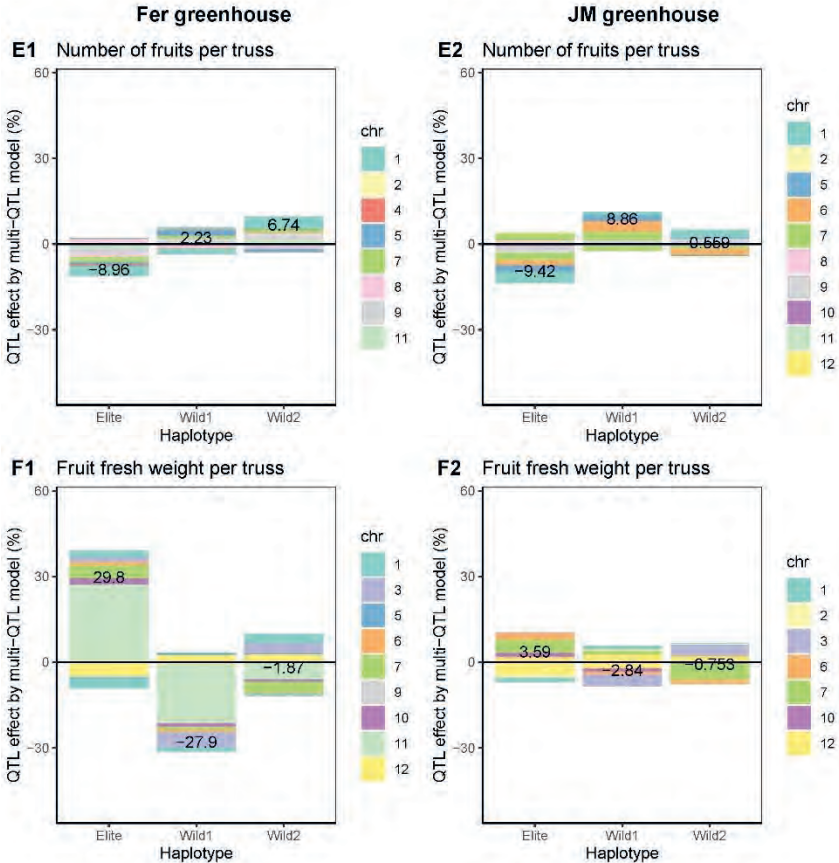 Fer greenhouse
JM greenhouse
E1 Number of fruits per truss
QTL effect by multi−QTL model (%)
60
30
0
−30
−8.96
2.23
6.74
Elite
Wild1
Wild2
Haplotype
chr
1
2
4
5
7
8
9
11
E2 Number of fruits per truss
QTL effect by multi−QTL model (%)
60
30
0
−30
−9.42
8.86
0.559
Elite
Wild1
Wild2
Haplotype
chr
1
2
5
6
7
8
9
10
11
12
F1 Fruit fresh weight per truss
QTL effect by multi−QTL model (%)
60
30
0
−30
29.8
−27.9
−1.87
Elite
Wild1
Wild2
Haplotype
chr
1
3
5
6
7
9
10
11
12
F2 Fruit fresh weight per truss
QTL effect by multi−QTL model (%)
60
30
0
−30
3.59
−2.84
−0.753
Elite
Wild1
Wild2
Haplotype
chr
1
2
3
6
7
10
12